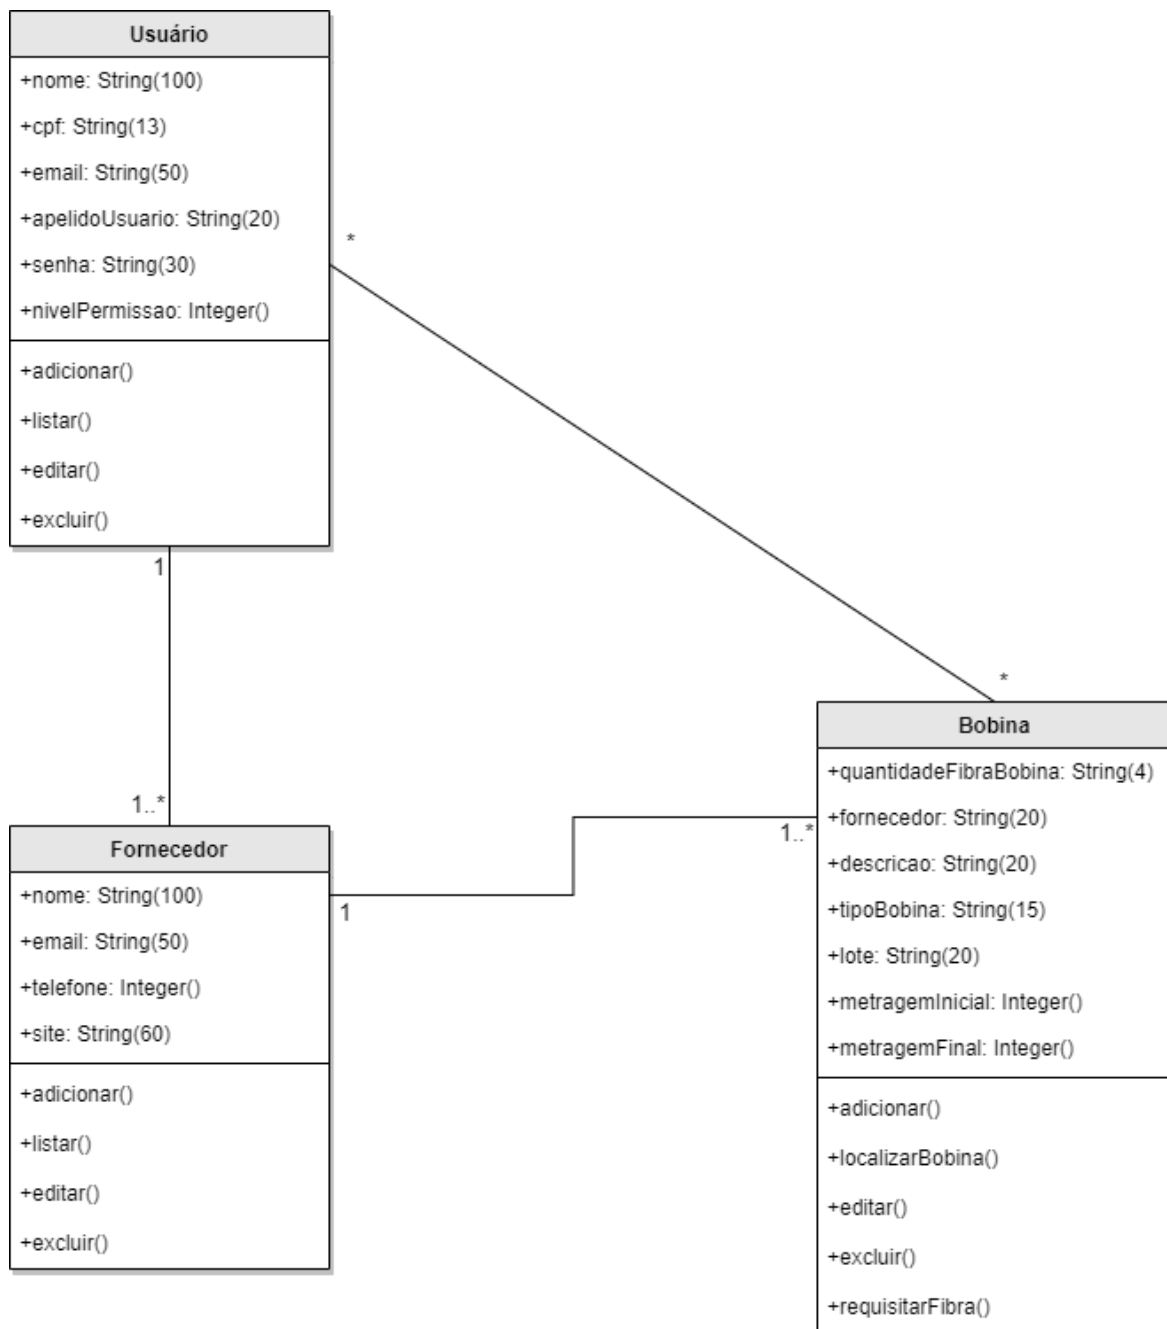 Usuário
+nome: String(100)
+cpf: String(13)
+email: String(50)
+apelidoUsuario: String(20)
+senha: String(30)
+nivelPermissao: Integer()
+adicionar()
+listar()
+editar()
+excluir()
*
*
1
1..*
Fornecedor
+nome: String(100)
+email: String(50)
+telefone: Integer()
+site: String(60)
+adicionar()
+listar()
+editar()
+excluir()
1
1..*
Bobina
+quantidadeFibraBobina: String(4)
+fornecedor: String(20)
+descricao: String(20)
+tipoBobina: String(15)
+lote: String(20)
+metragemInicial: Integer()
+metragemFinal: Integer()
+adicionar()
+localizarBobina()
+editar()
+excluir()
+requisitarFibra()